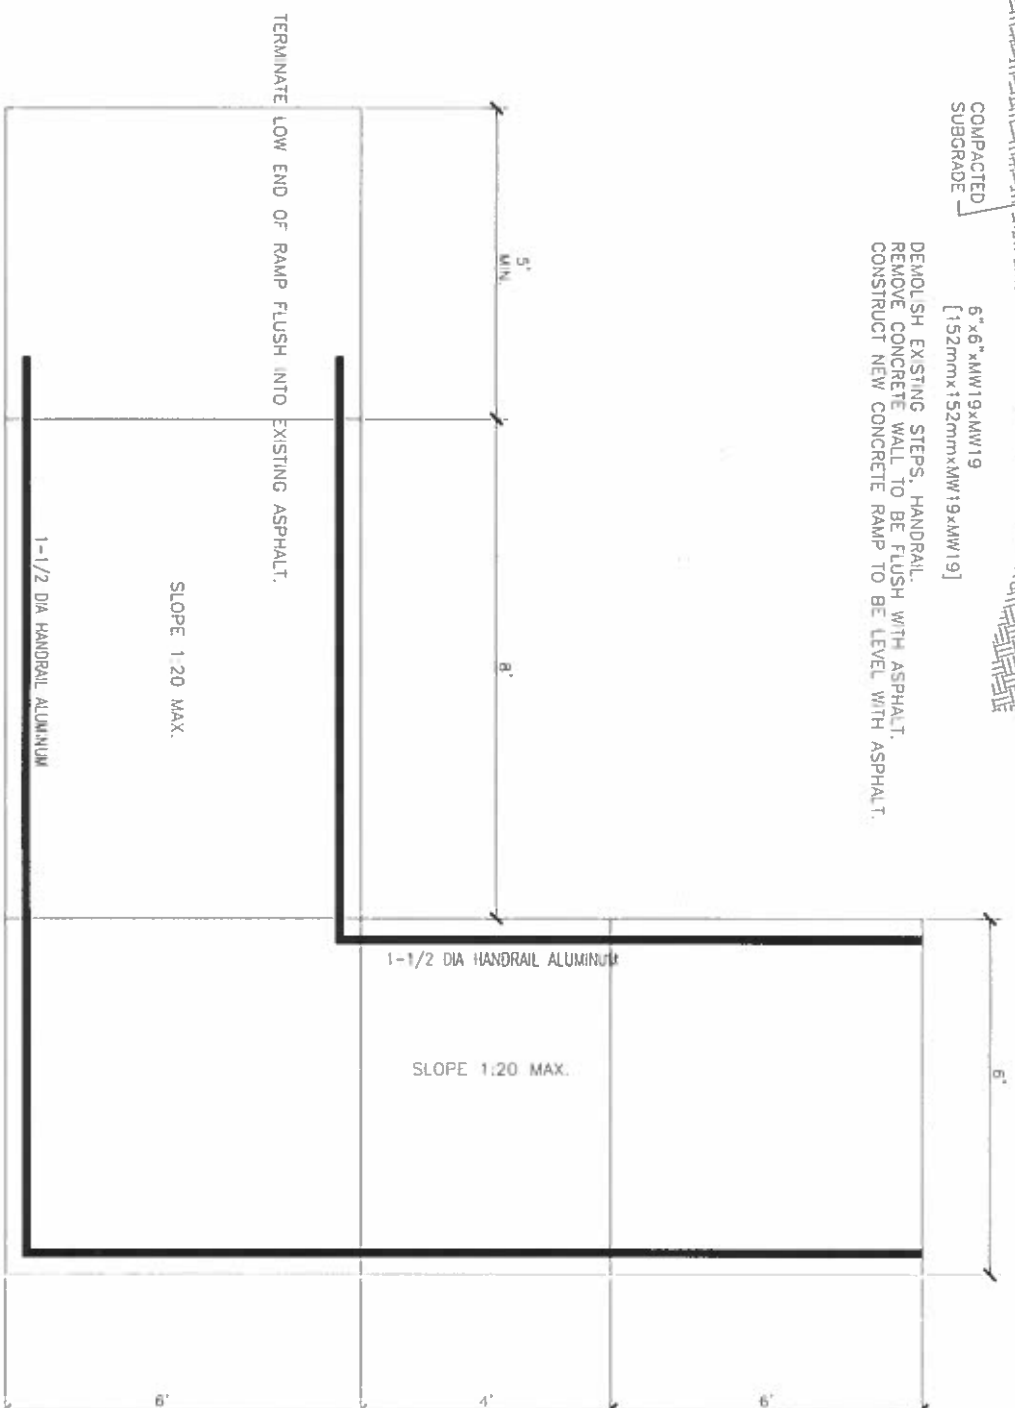 COMPACTED
SUBGRADE
6"x6"xMW19xMW19
[152mmx152mmxMW19xMW19]
DEMOLISH EXISTING STEPS, HANDRAIL.
REMOVE CONCRETE WALL TO BE FLUSH WITH ASPHALT.
CONSTRUCT NEW CONCRETE RAMP TO BE LEVEL WITH ASPHALT.
5'
MIN.
8'
TERMINATE LOW END OF RAMP FLUSH INTO EXISTING ASPHALT.
SLOPE 1:20 MAX.
1-1/2 DIA HANDRAIL ALUMINUM
1-1/2 DIA HANDRAIL ALUMINUM
SLOPE 1:20 MAX.
6'
6'
4'
6'